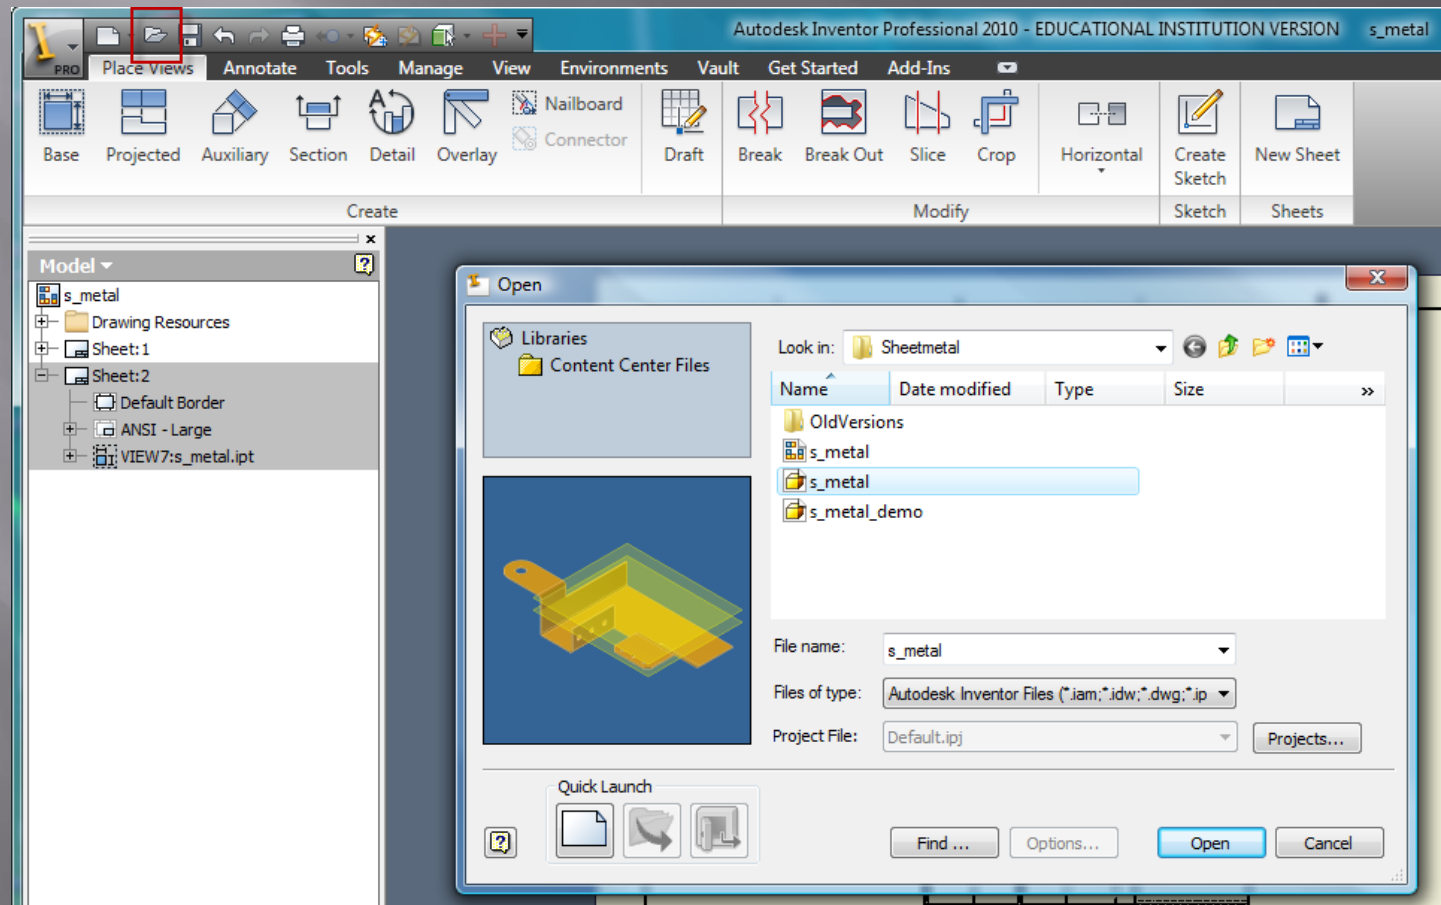 Autodesk Inventor Professional 2010 - EDUCATIONAL INSTITUTION VERSION s_metal
PRO Place Views Annotate Tools Manage View Environments Vault Get Started Add-Ins
Nailboard
Connector
Base Projected Auxiliary Section Detail Overlay Draft Break Break Out Slice Crop Horizontal Create Sketch New Sheet
Create Modify Sketch Sheets
Model
s_metal
Drawing Resources
Sheet:1
Sheet:2
Default Border
ANSI - Large
VIEW7:s_metal.ipt
Open
Libraries
Content Center Files
Look in: Sheetmetal
Name Date modified Type Size »
OldVersions
s_metal
s_metal
s_metal_demo
File name: s_metal
Files of type: Autodesk Inventor Files (*.iam;*.idw;*.dwg;*.ip
Project File: Default.ipj Projects...
Quick Launch
Find ... Options... Open Cancel